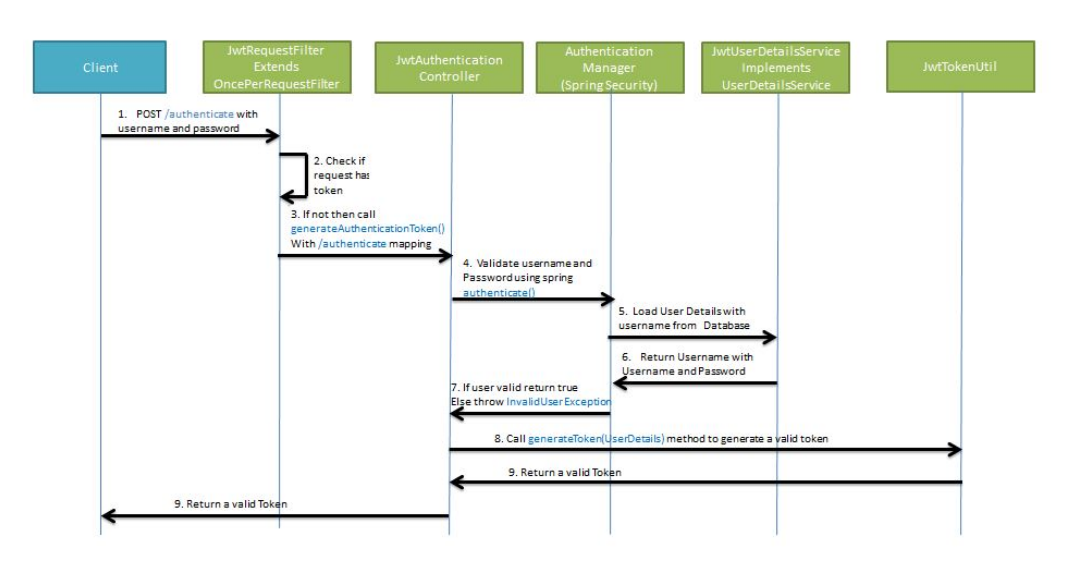 Client
JwtRequestFilter
Extends
OncePerRequestFilter
JwtAuthentication
Controller
Authentication
Manager
(Spring Security)
JwtUserDetailsService
Implements
UserDetailsService
JwtTokenUtil
1. POST /authenticate with
username and password
2. Check if
request has
token
3. If not then call
generateAuthenticationToken()
With /authenticate mapping
4. Validate username and
Password using spring
authenticate()
5. Load User Details with
username from Database
6. Return Username with
Username and Password
7. If user valid return true
Else throw InvalidUserException
8. Call generateToken(UserDetails) method to generate a valid token
9. Return a valid Token
9. Return a valid Token